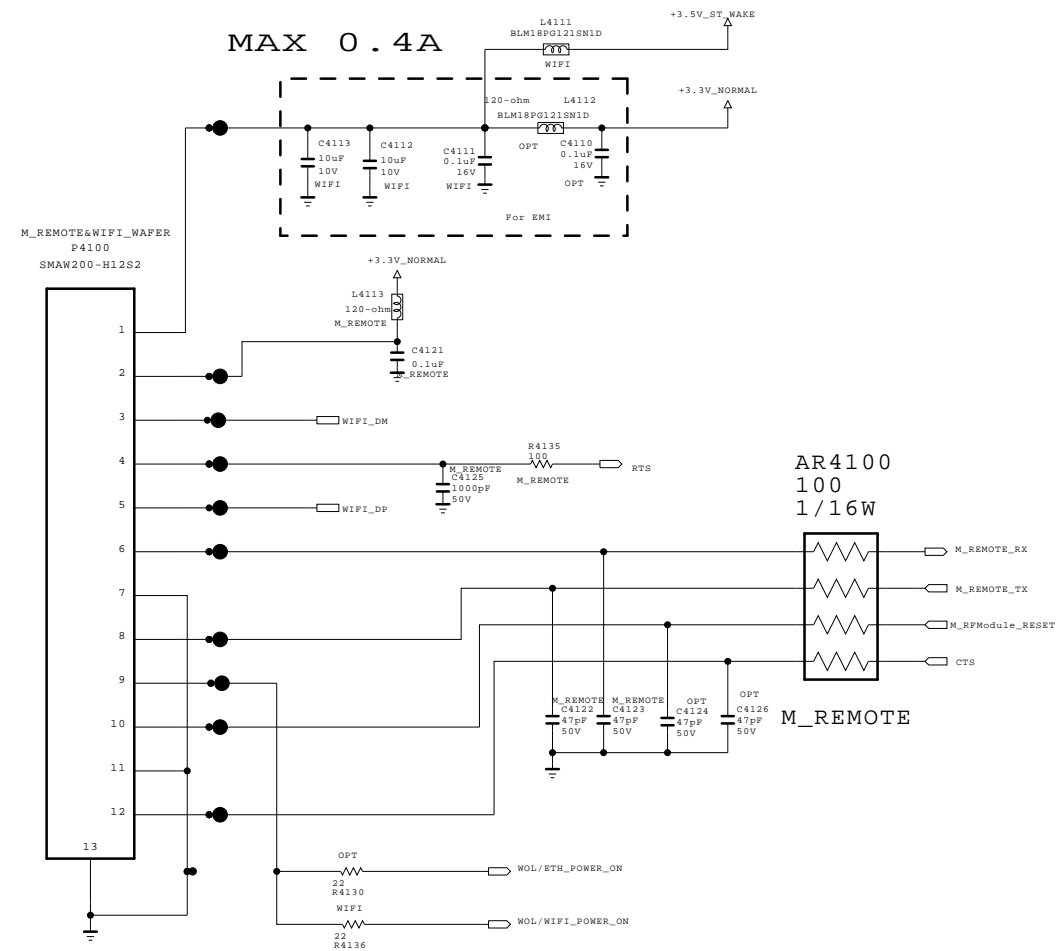 +3.5V_ST_WAKE
L4111
BLM18PG121SN1D
WIFI
MAX 0.4A
+3.3V_NORMAL
120-ohm
L4112
BLM18PG121SN1D
OPT
C4113
10uF
10V
WIFI
C4112
10uF
10V
WIFI
C4111
0.1uF
16V
WIFI
C4110
0.1uF
16V
OPT
For EMI
M_REMOTE&WIFI_WAFER
P4100
SMAW200-H12S2
+3.3V_NORMAL
L4113
120-ohm
M_REMOTE
C4121
0.1uF
M_REMOTE
1
2
3
WIFI_DM
4
M_REMOTE
C4125
1000pF
50V
R4135
100
M_REMOTE
RTS
5
WIFI_DP
AR4100
100
1/16W
6
M_REMOTE_RX
7
M_REMOTE_TX
8
M_RFModule_RESET
9
CTS
10
M_REMOTE
C4122
47pF
50V
M_REMOTE
C4123
47pF
50V
OPT
C4124
47pF
50V
OPT
C4126
47pF
50V
M_REMOTE
11
12
13
OPT
22
R4130
WOL/ETH_POWER_ON
WIFI
22
R4136
WOL/WIFI_POWER_ON